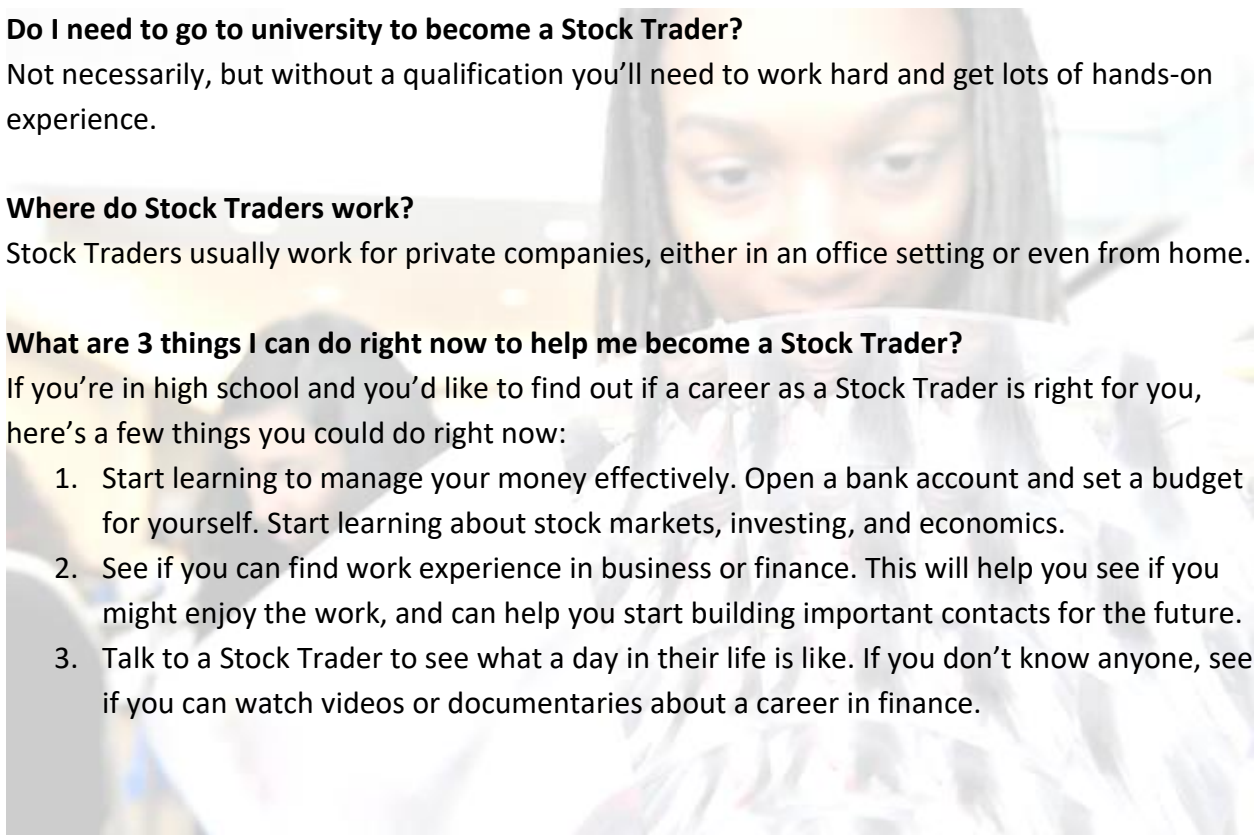 Do I need to go to university to become a Stock Trader?
Not necessarily, but without a qualification you’ll need to work hard and get lots of hands-on
experience.
Where do Stock Traders work?
Stock Traders usually work for private companies, either in an office setting or even from home.
What are 3 things I can do right now to help me become a Stock Trader?
If you’re in high school and you’d like to find out if a career as a Stock Trader is right for you,
here’s a few things you could do right now:
1. Start learning to manage your money effectively. Open a bank account and set a budget
for yourself. Start learning about stock markets, investing, and economics.
2. See if you can find work experience in business or finance. This will help you see if you
might enjoy the work, and can help you start building important contacts for the future.
3. Talk to a Stock Trader to see what a day in their life is like. If you don’t know anyone, see
if you can watch videos or documentaries about a career in finance.